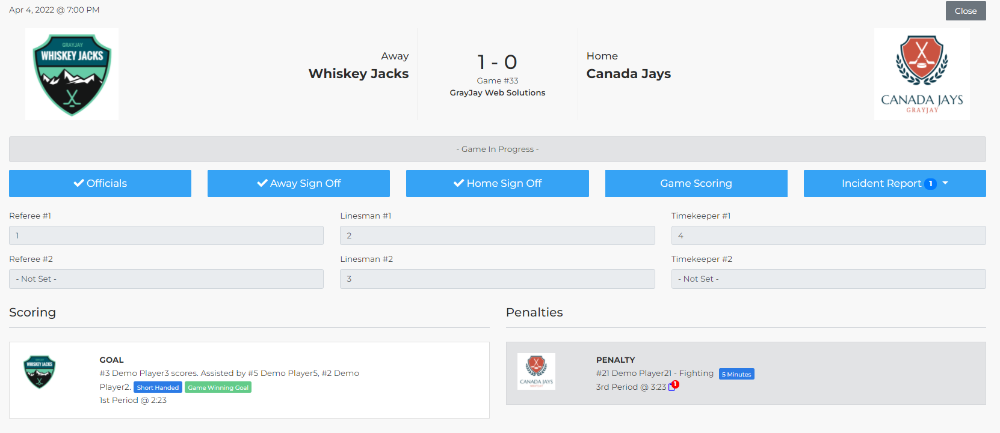 Apr 4, 2022 @ 7:00 PM
Close
GRAYJAY
WHISKEY JACKS
Away
Whiskey Jacks
1 - 0
Game #33
GrayJay Web Solutions
Home
Canada Jays
CANADA JAYS
GRAYJAY
- Game In Progress -
Officials
Away Sign Off
Home Sign Off
Game Scoring
Incident Report 1
Referee #1
Linesman #1
Timekeeper #1
1
2
4
Referee #2
Linesman #2
Timekeeper #2
- Not Set -
3
- Not Set -
Scoring
Penalties
WHISKEY JACKS
GOAL
#3 Demo Player3 scores. Assisted by #5 Demo Player5, #2 Demo
Player2. Short Handed Game Winning Goal
1st Period @ 2:23
CANADA JAYS
GRAYJAY
PENALTY
#21 Demo Player21 - Fighting 5 Minutes
3rd Period @ 3:23 1